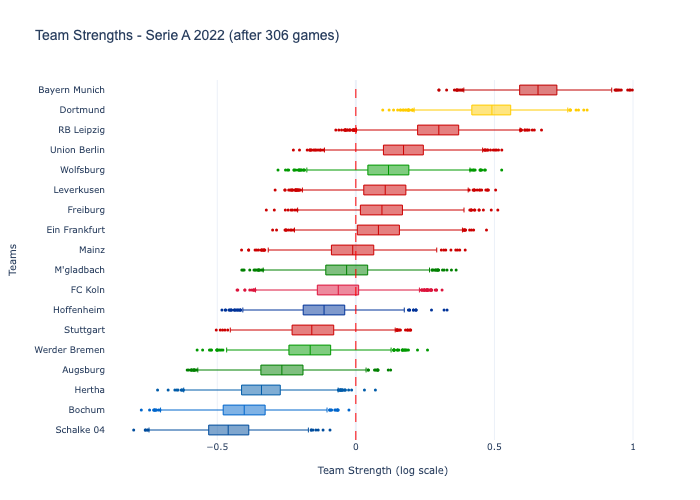 Team Strengths - Serie A 2022 (after 306 games)
Bayern Munich
Dortmund
RB Leipzig
Union Berlin
Wolfsburg
Leverkusen
Freiburg
Ein Frankfurt
Mainz
M'gladbach
FC Koln
Hoffenheim
Stuttgart
Werder Bremen
Augsburg
Hertha
Bochum
Schalke 04
Teams
−0.5 0 0.5 1
Team Strength (log scale)